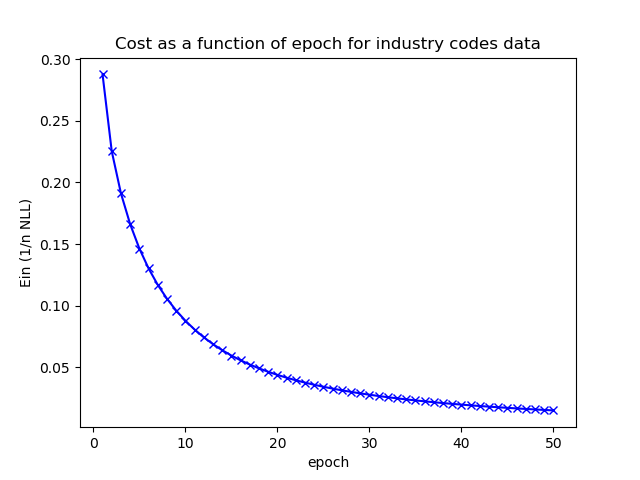 Cost as a function of epoch for industry codes data
0.30
0.25
0.20
0.15
0.10
0.05
Ein (1/n NLL)
0 10 20 30 40 50
epoch